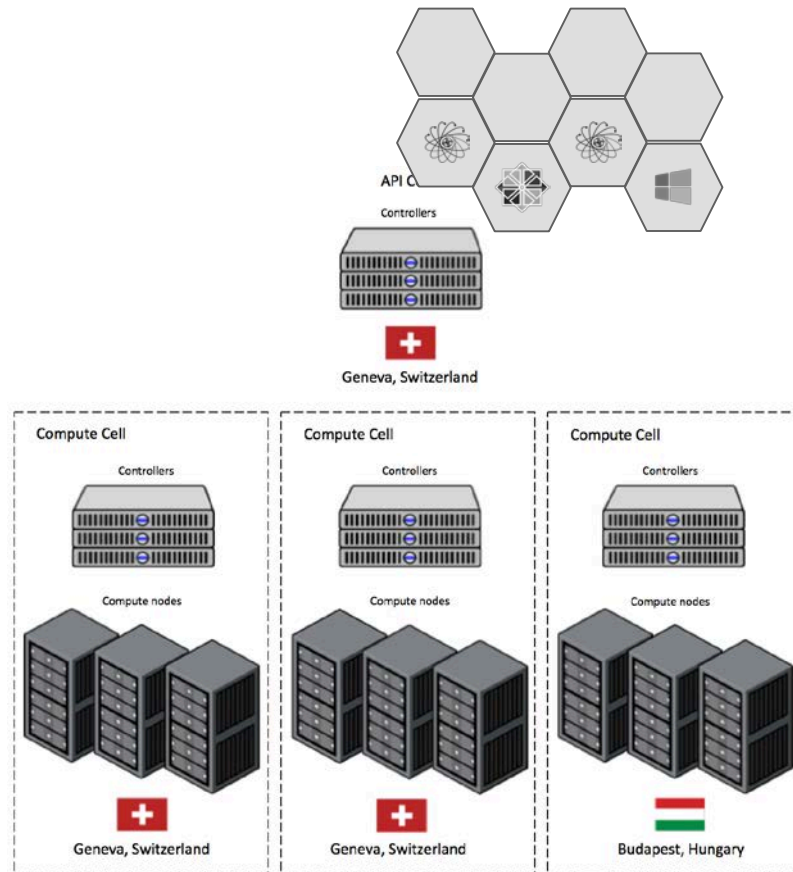 API C
Controllers
Geneva, Switzerland
Compute Cell
Controllers
Compute nodes
Geneva, Switzerland
Compute Cell
Controllers
Compute nodes
Geneva, Switzerland
Compute Cell
Controllers
Compute nodes
Budapest, Hungary